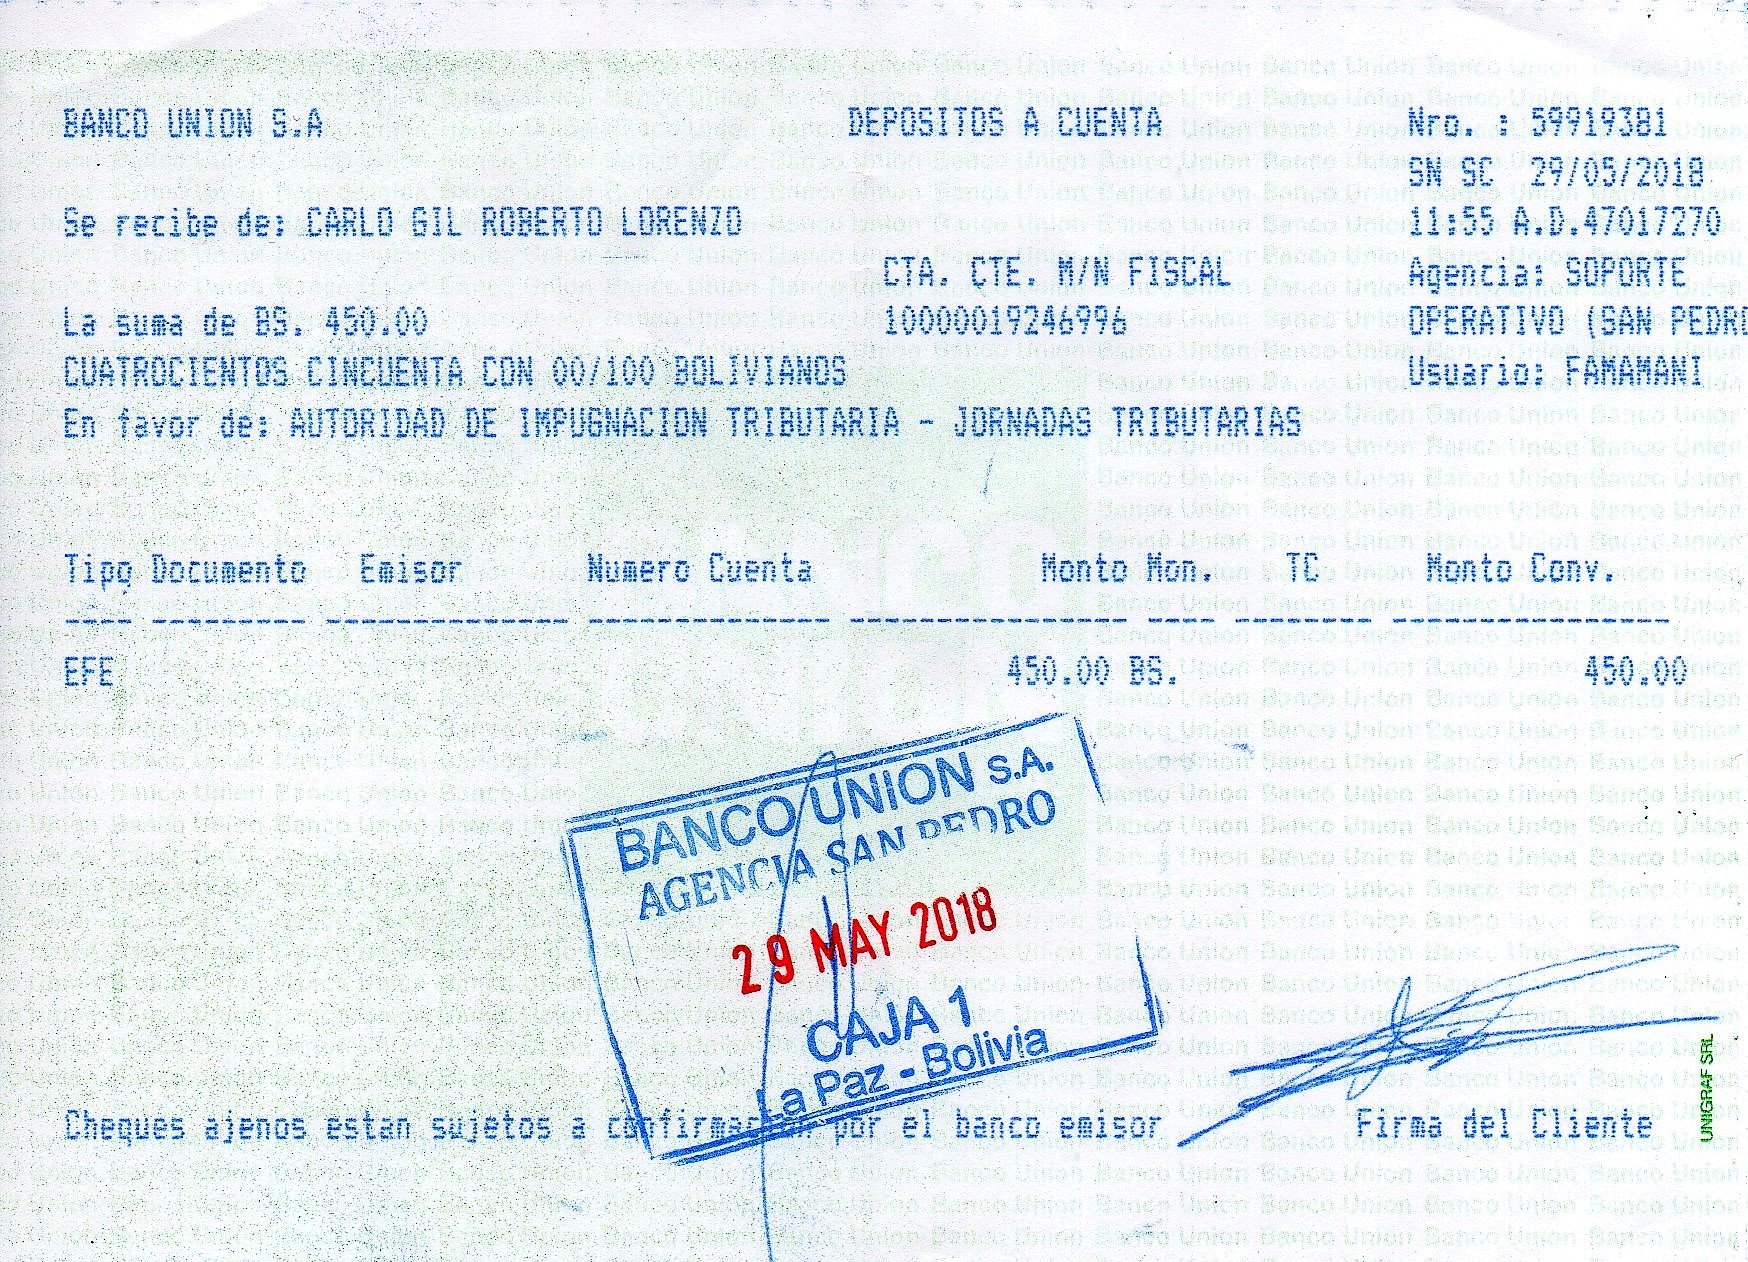 BANCO UNION S.A
DEPOSITOS A CUENTA
Nro. : 59919381
SN SC 29/05/2018
Se recibe de: CARLO GIL ROBERTO LORENZO
11:55 A.D.47017270
CTA. CTE. M/N FISCAL
Agencia: SOPORTE
La suma de BS. 450.00
10000019246996
OPERATIVO (SAN PEDRO
CUATROCIENTOS CINCUENTA CON 00/100 BOLIVIANOS
Usuario: FAMAMANI
En favor de: AUTORIDAD DE IMPUGNACION TRIBUTARIA - JORNADAS TRIBUTARIAS
Tipo Documento Emisor Numero Cuenta Monto Mon. TC Monto Conv.
EFE 450.00 BS. 450.00
BANCO UNION S.A.
AGENCIA SAN PEDRO
29 MAY 2018
CAJA 1
La Paz - Bolivia
Cheques ajenos estan sujetos a confirmacion por el banco emisor
Firma del Cliente
UNIGRAF SRL